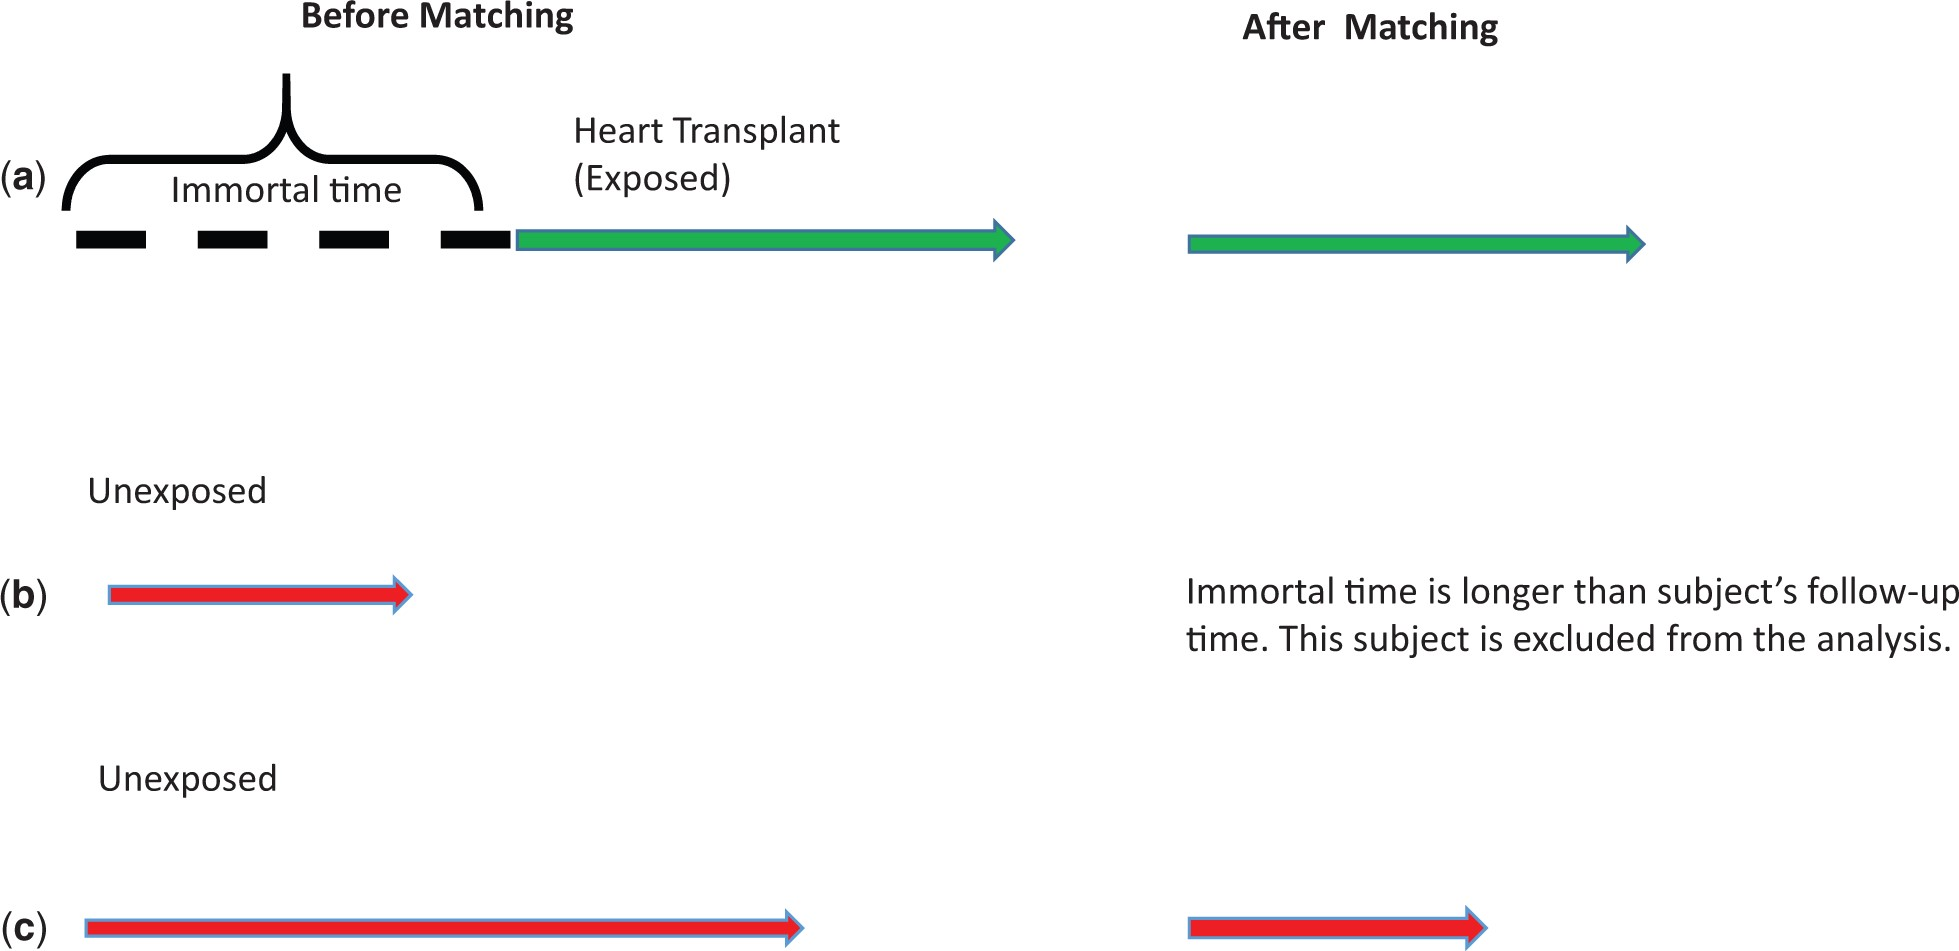 Before Matching
After Matching
Heart Transplant
(Exposed)
(a)
Immortal time
Unexposed
(b)
Immortal time is longer than subject’s follow-up
time. This subject is excluded from the analysis.
Unexposed
(c)